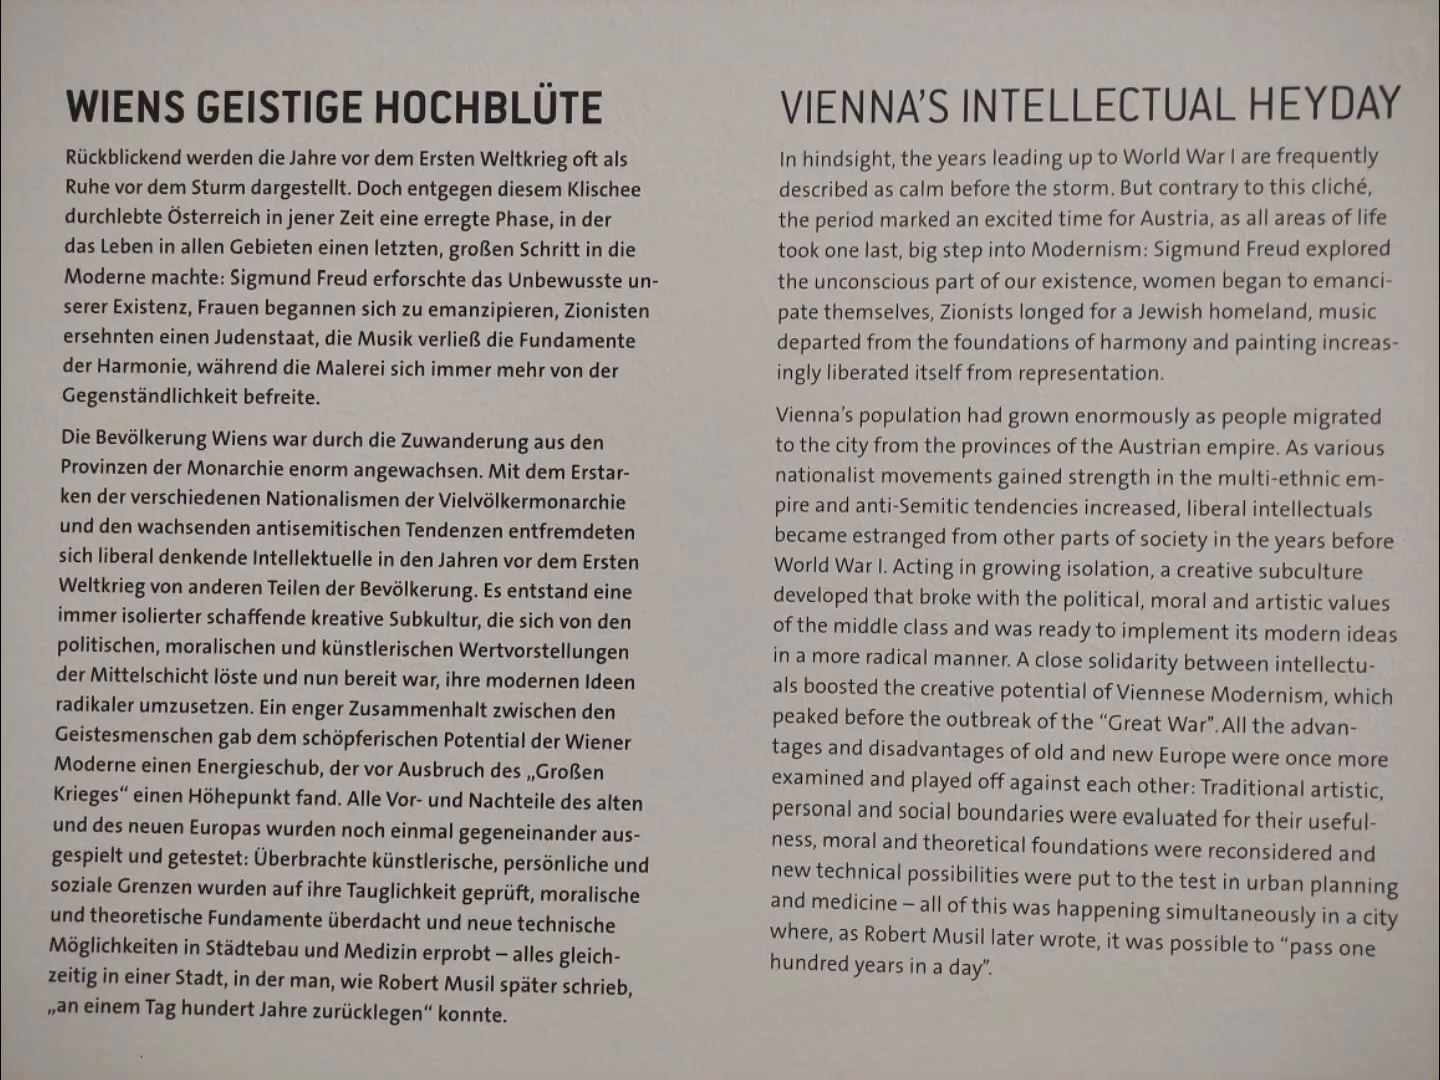 WIENS GEISTIGE HOCHBLÜTE
Rückblickend werden die Jahre vor dem Ersten Weltkrieg oft als
Ruhe vor dem Sturm dargestellt. Doch entgegen diesem Klischee
durchlebte Österreich in jener Zeit eine erregte Phase, in der
das Leben in allen Gebieten einen letzten, großen Schritt in die
Moderne machte: Sigmund Freud erforschte das Unbewusste un-
serer Existenz, Frauen begannen sich zu emanzipieren, Zionisten
ersehnten einen Judenstaat, die Musik verließ die Fundamente
der Harmonie, während die Malerei sich immer mehr von der
Gegenständlichkeit befreite.
Die Bevölkerung Wiens war durch die Zuwanderung aus den
Provinzen der Monarchie enorm angewachsen. Mit dem Erstar-
ken der verschiedenen Nationalismen der Vielvölkermonarchie
und den wachsenden antisemitischen Tendenzen entfremdeten
sich liberal denkende Intellektuelle in den Jahren vor dem Ersten
Weltkrieg von anderen Teilen der Bevölkerung. Es entstand eine
immer isolierter schaffende kreative Subkultur, die sich von den
politischen, moralischen und künstlerischen Wertvorstellungen
der Mittelschicht löste und nun bereit war, ihre modernen Ideen
radikaler umzusetzen. Ein enger Zusammenhalt zwischen den
Geistesmenschen gab dem schöpferischen Potential der Wiener
Moderne einen Energieschub, der vor Ausbruch des „Großen
Krieges“ einen Höhepunkt fand. Alle Vor- und Nachteile des alten
und des neuen Europas wurden noch einmal gegeneinander aus-
gespielt und getestet: Überbrachte künstlerische, persönliche und
soziale Grenzen wurden auf ihre Tauglichkeit geprüft, moralische
und theoretische Fundamente überdacht und neue technische
Möglichkeiten in Städtebau und Medizin erprobt – alles gleich-
zeitig in einer Stadt, in der man, wie Robert Musil später schrieb,
„an einem Tag hundert Jahre zurücklegen“ konnte.
VIENNA’S INTELLECTUAL HEYDAY
In hindsight, the years leading up to World War I are frequently
described as calm before the storm. But contrary to this cliché,
the period marked an excited time for Austria, as all areas of life
took one last, big step into Modernism: Sigmund Freud explored
the unconscious part of our existence, women began to emanci-
pate themselves, Zionists longed for a Jewish homeland, music
departed from the foundations of harmony and painting increas-
ingly liberated itself from representation.
Vienna’s population had grown enormously as people migrated
to the city from the provinces of the Austrian empire. As various
nationalist movements gained strength in the multi-ethnic em-
pire and anti-Semitic tendencies increased, liberal intellectuals
became estranged from other parts of society in the years before
World War I. Acting in growing isolation, a creative subculture
developed that broke with the political, moral and artistic values
of the middle class and was ready to implement its modern ideas
in a more radical manner. A close solidarity between intellectu-
als boosted the creative potential of Viennese Modernism, which
peaked before the outbreak of the “Great War”. All the advan-
tages and disadvantages of old and new Europe were once more
examined and played off against each other: Traditional artistic,
personal and social boundaries were evaluated for their useful-
ness, moral and theoretical foundations were reconsidered and
new technical possibilities were put to the test in urban planning
and medicine – all of this was happening simultaneously in a city
where, as Robert Musil later wrote, it was possible to “pass one
hundred years in a day”.